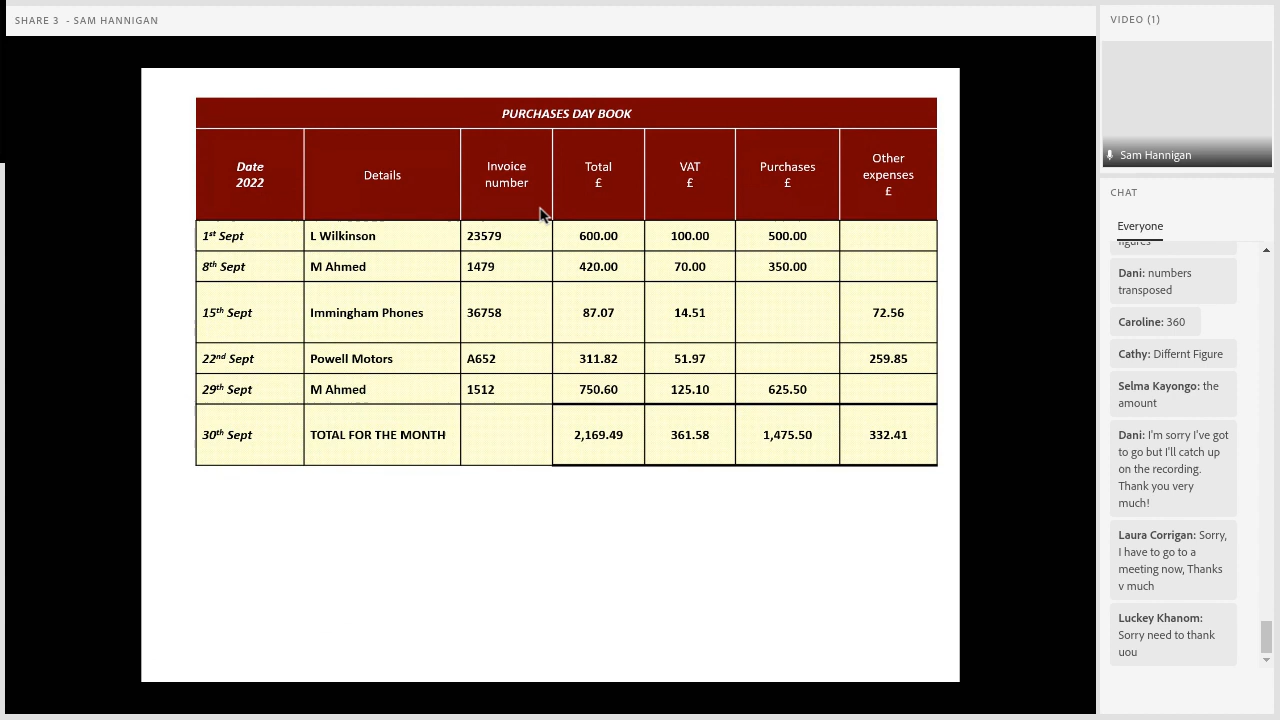 SHARE 3 - SAM HANNIGAN
PURCHASES DAY BOOK
Date 2022 Details Invoice number Total £ VAT £ Purchases £ Other expenses £
1st Sept L Wilkinson 23579 600.00 100.00 500.00
8th Sept M Ahmed 1479 420.00 70.00 350.00
15th Sept Immingham Phones 36758 87.07 14.51 72.56
22nd Sept Powell Motors A652 311.82 51.97 259.85
29th Sept M Ahmed 1512 750.60 125.10 625.50
30th Sept TOTAL FOR THE MONTH 2,169.49 361.58 1,475.50 332.41
VIDEO (1)
Sam Hannigan
CHAT
Everyone
figures
Dani: numbers
transposed
Caroline: 360
Cathy: Differnt Figure
Selma Kayongo: the
amount
Dani: I'm sorry I've got
to go but I'll catch up
on the recording.
Thank you very
much!
Laura Corrigan: Sorry,
I have to go to a
meeting now, Thanks
v much
Luckey Khanom:
Sorry need to thank
uou